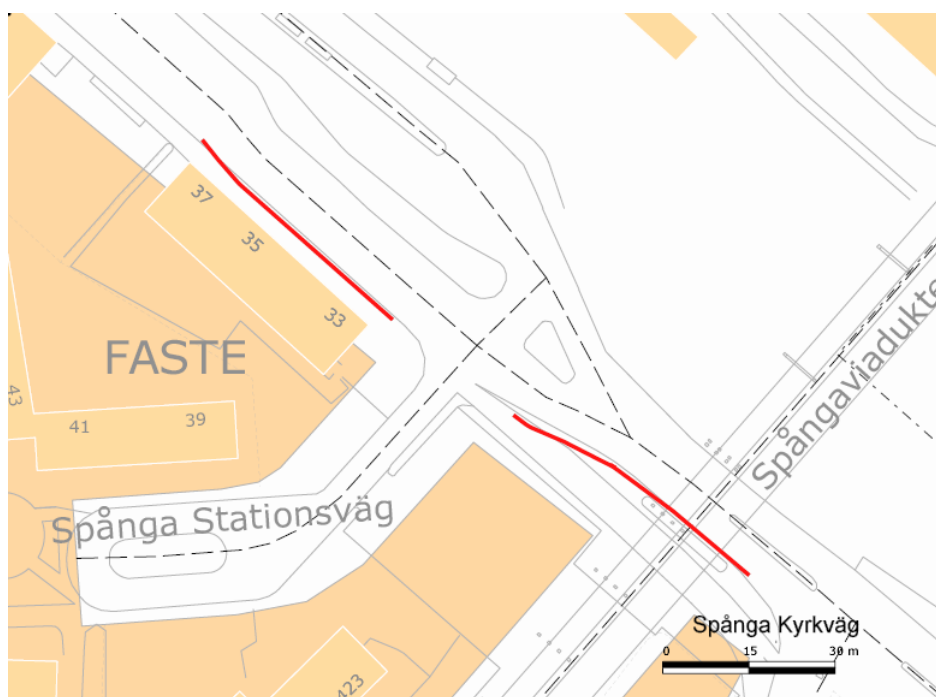 37
35
33
FASTE
43
41
39
Spångaviadukte
Spånga Stationsväg
Spånga Kyrkväg
0 15 30 m
423